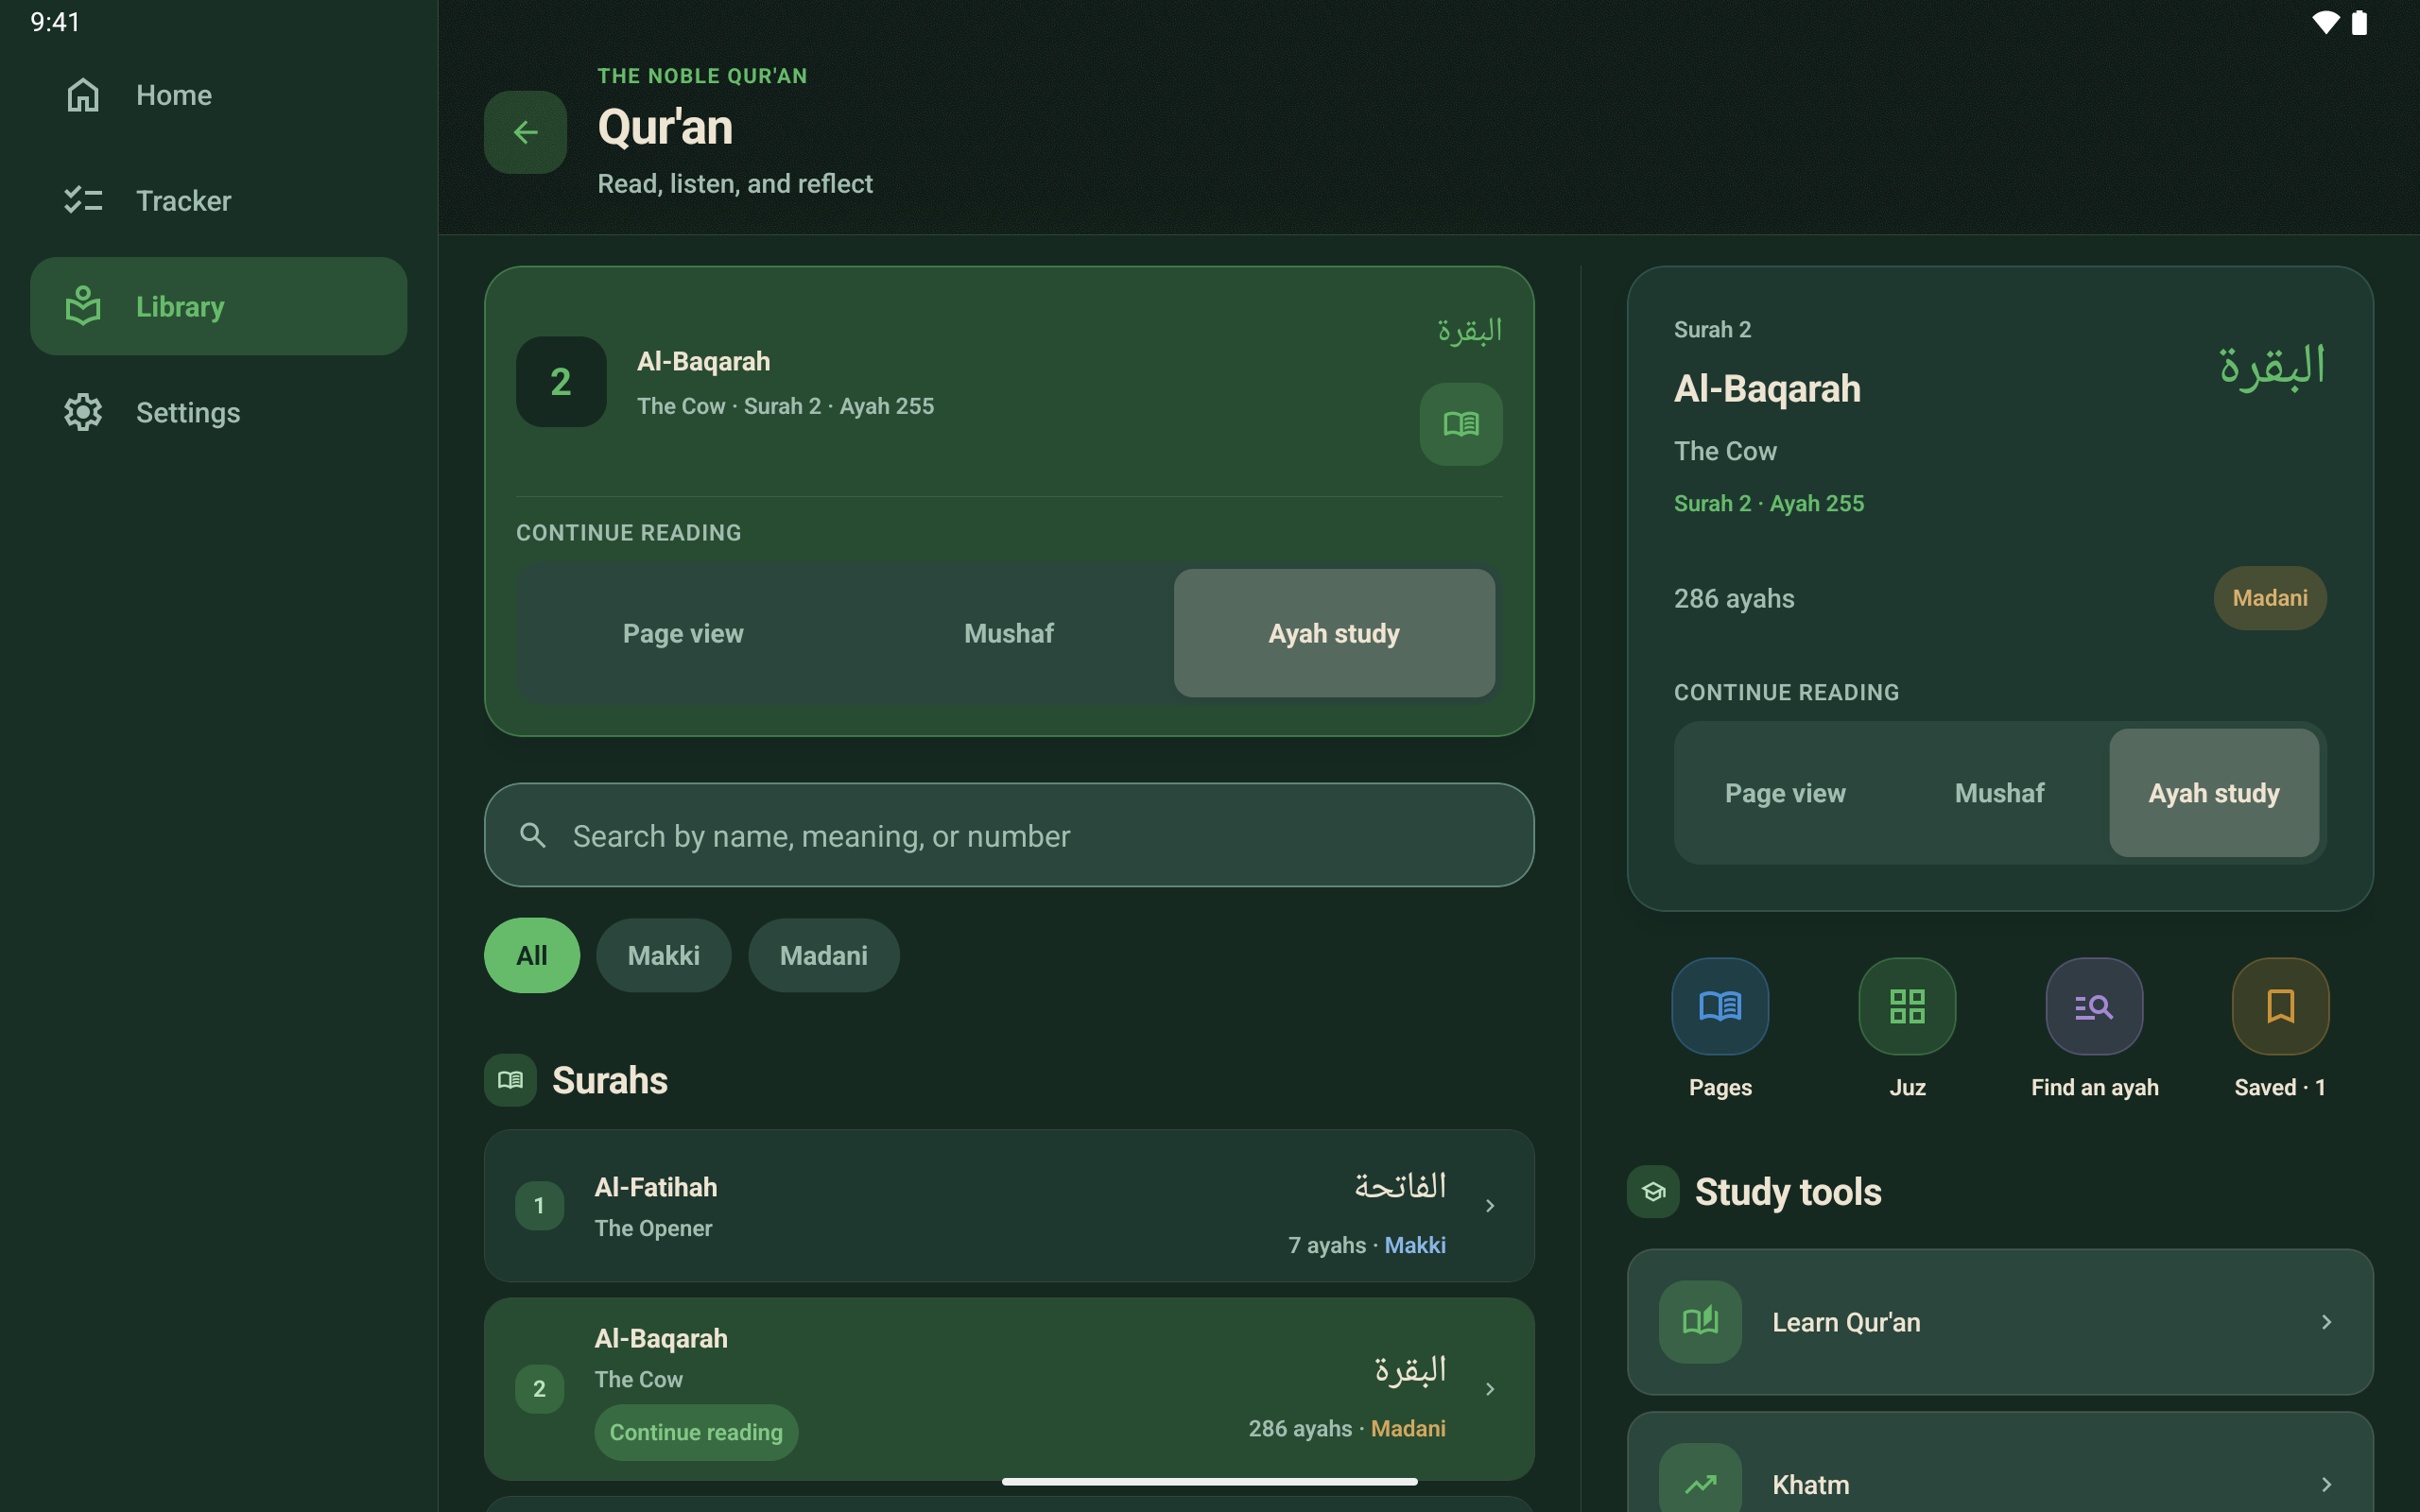 9:41
Home
Tracker
Library
Settings
THE NOBLE QUR'AN
Qur'an
Read, listen, and reflect
2
Al-Baqarah
The Cow · Surah 2 · Ayah 255
البقرة
CONTINUE READING
Page view
Mushaf
Ayah study
Search by name, meaning, or number
All
Makki
Madani
Surahs
1
Al-Fatihah
The Opener
الفاتحة
7 ayahs · Makki
2
Al-Baqarah
The Cow
Continue reading
البقرة
286 ayahs · Madani
Surah 2
Al-Baqarah
البقرة
The Cow
Surah 2 · Ayah 255
286 ayahs
Madani
CONTINUE READING
Page view
Mushaf
Ayah study
Pages
Juz
Find an ayah
Saved · 1
Study tools
Learn Qur'an
Khatm